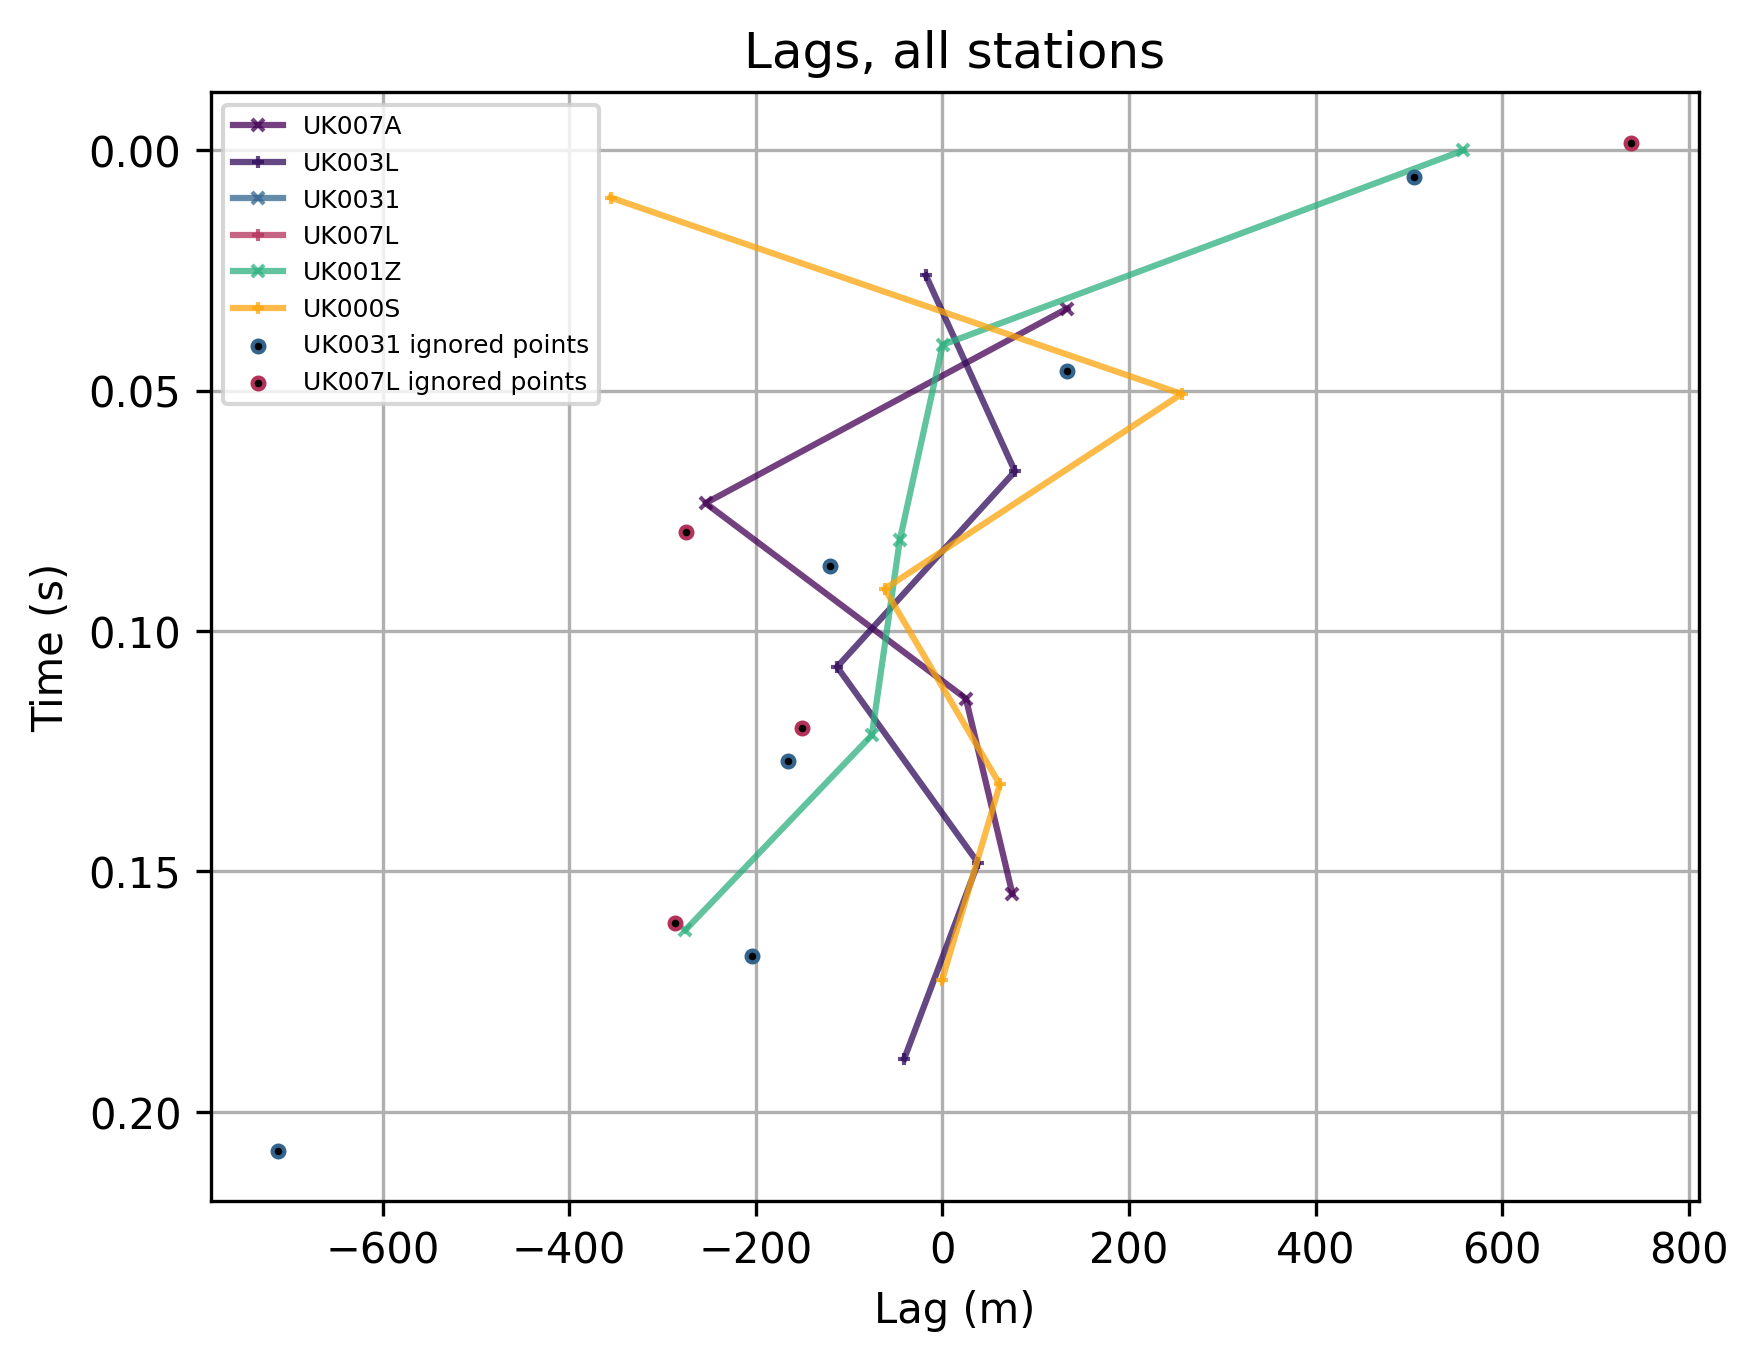 Lags, all stations
UK007A
UK003L
UK0031
UK007L
UK001Z
UK000S
UK0031 ignored points
UK007L ignored points
0.00
0.05
0.10
0.15
0.20
Time (s)
−600 −400 −200 0 200 400 600 800
Lag (m)